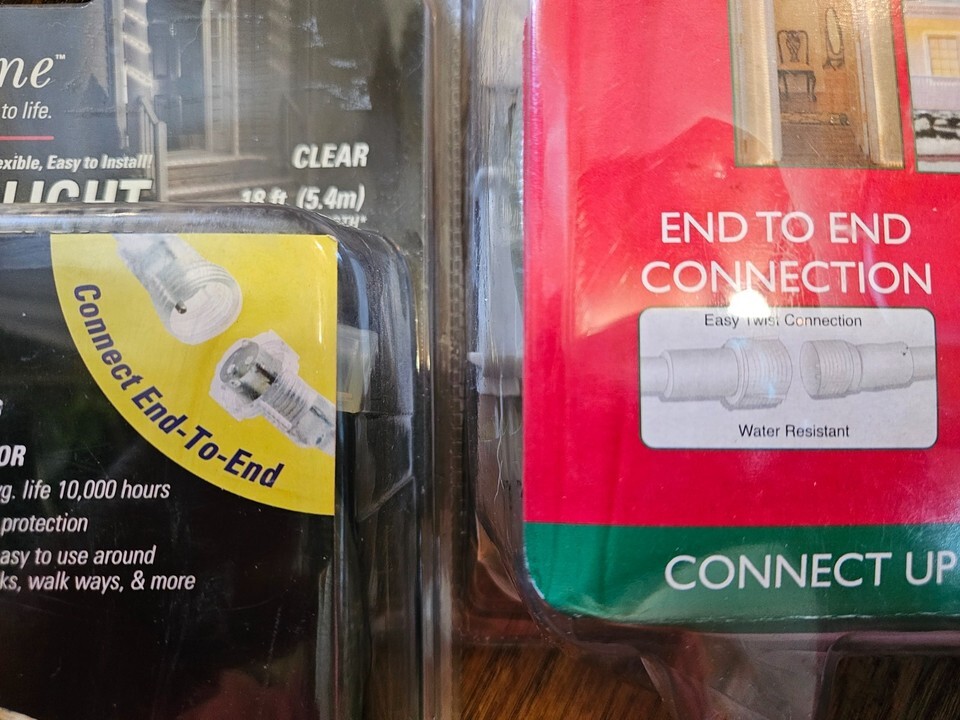 me™
to life.
exible, Easy to Install!
LIGHT
CLEAR
18 ft. (5.4m)
Connect End-To-End
OR
vg. life 10,000 hours
protection
asy to use around
ks, walk ways, & more
END TO END
CONNECTION
Easy Twist Connection
Water Resistant
CONNECT UP